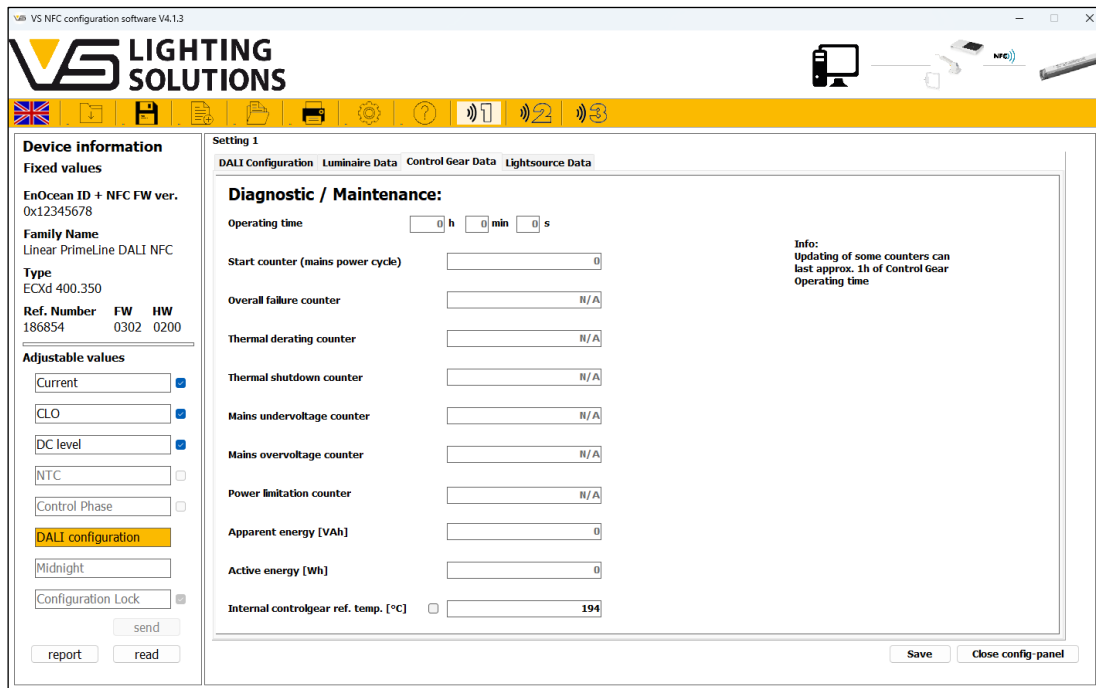 VS NFC configuration software V4.1.3
VS LIGHTING
SOLUTIONS
NFC
1 2 3
Device information
Fixed values
EnOcean ID + NFC FW ver.
0x12345678
Family Name
Linear PrimeLine DALI NFC
Type
ECXd 400.350
Ref. Number FW HW
186854 0302 0200
Adjustable values
Current
CLO
DC level
NTC
Control Phase
DALI configuration
Midnight
Configuration Lock
send
report read
Setting 1
DALI Configuration Luminaire Data Control Gear Data Lightsource Data
Diagnostic / Maintenance:
Operating time 0 h 0 min 0 s
Start counter (mains power cycle) 0
Overall failure counter N/A
Thermal derating counter N/A
Thermal shutdown counter N/A
Mains undervoltage counter N/A
Mains overvoltage counter N/A
Power limitation counter N/A
Apparent energy [VAh] 0
Active energy [Wh] 0
Internal controlgear ref. temp. [°C] 194
Info:
Updating of some counters can
last approx. 1h of Control Gear
Operating time
Save Close config-panel